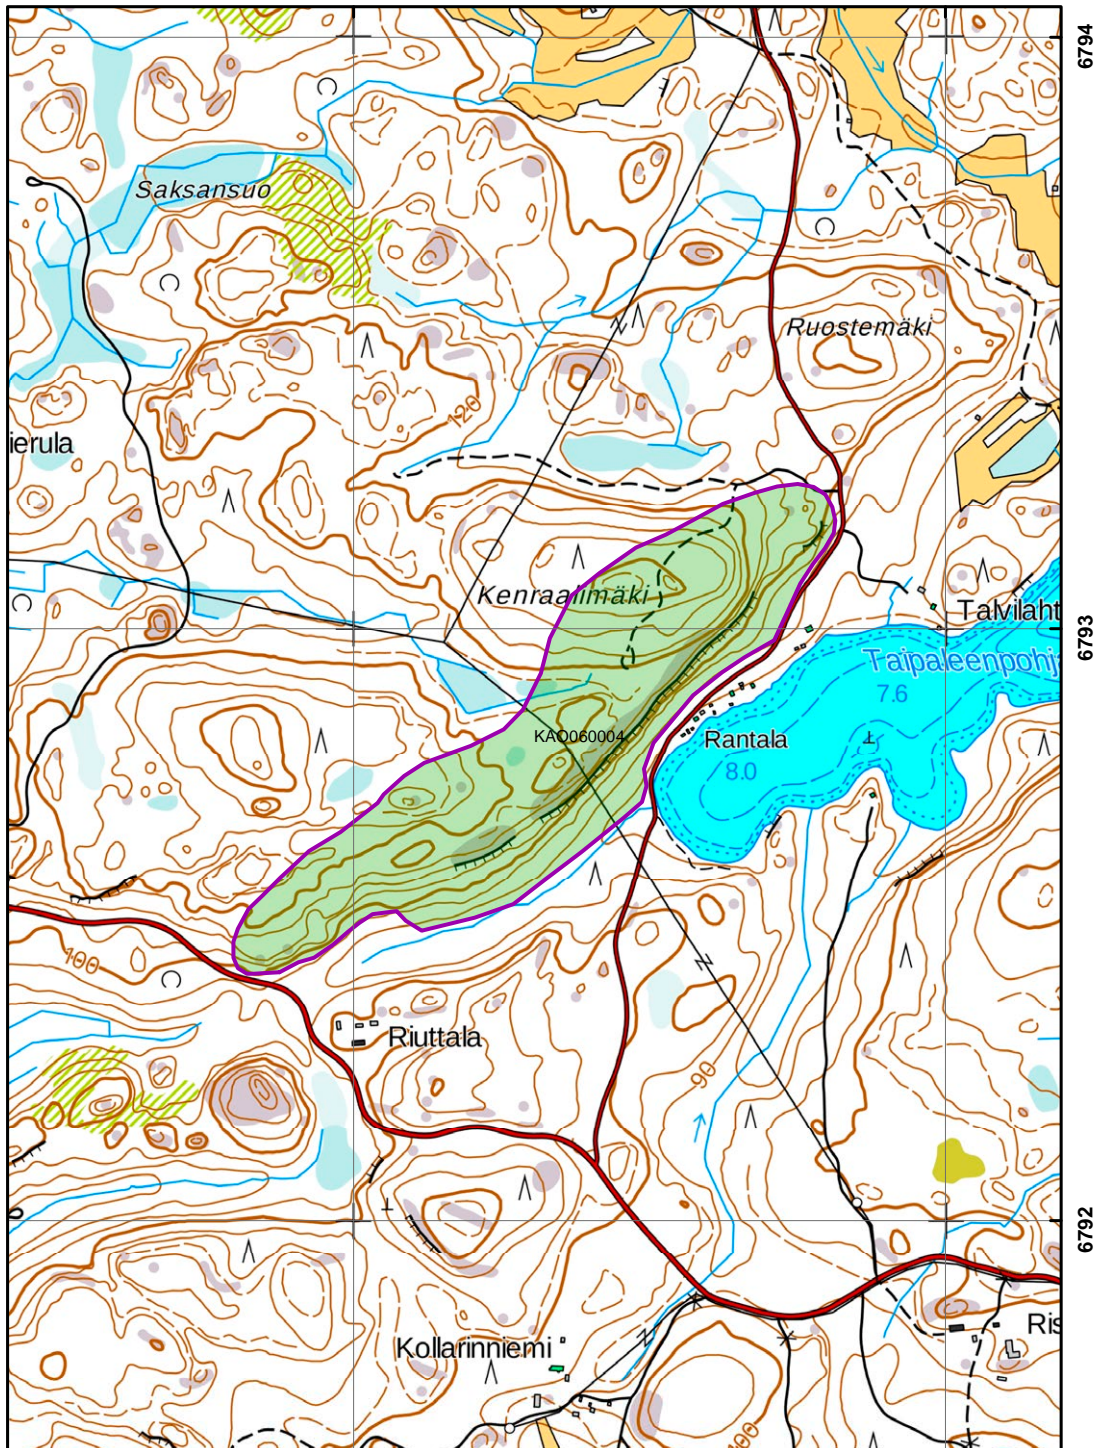 6794
Saksansuo
Ruostemäki
120
ierula
Kenraalimäki
Talvilaht
6793
Taipaleenpohj
7.6
KAO060004
Rantala
8.0
100
Riuttala
90
6792
Ris
Kollarinniemi
100